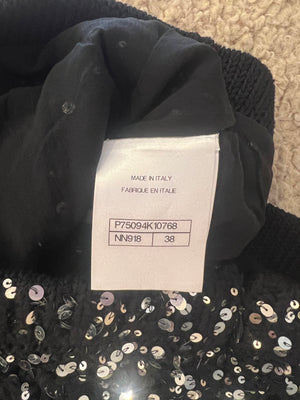 MADE IN ITALY
FABRIQUE EN ITALIE
P75094K10768
NN918 38